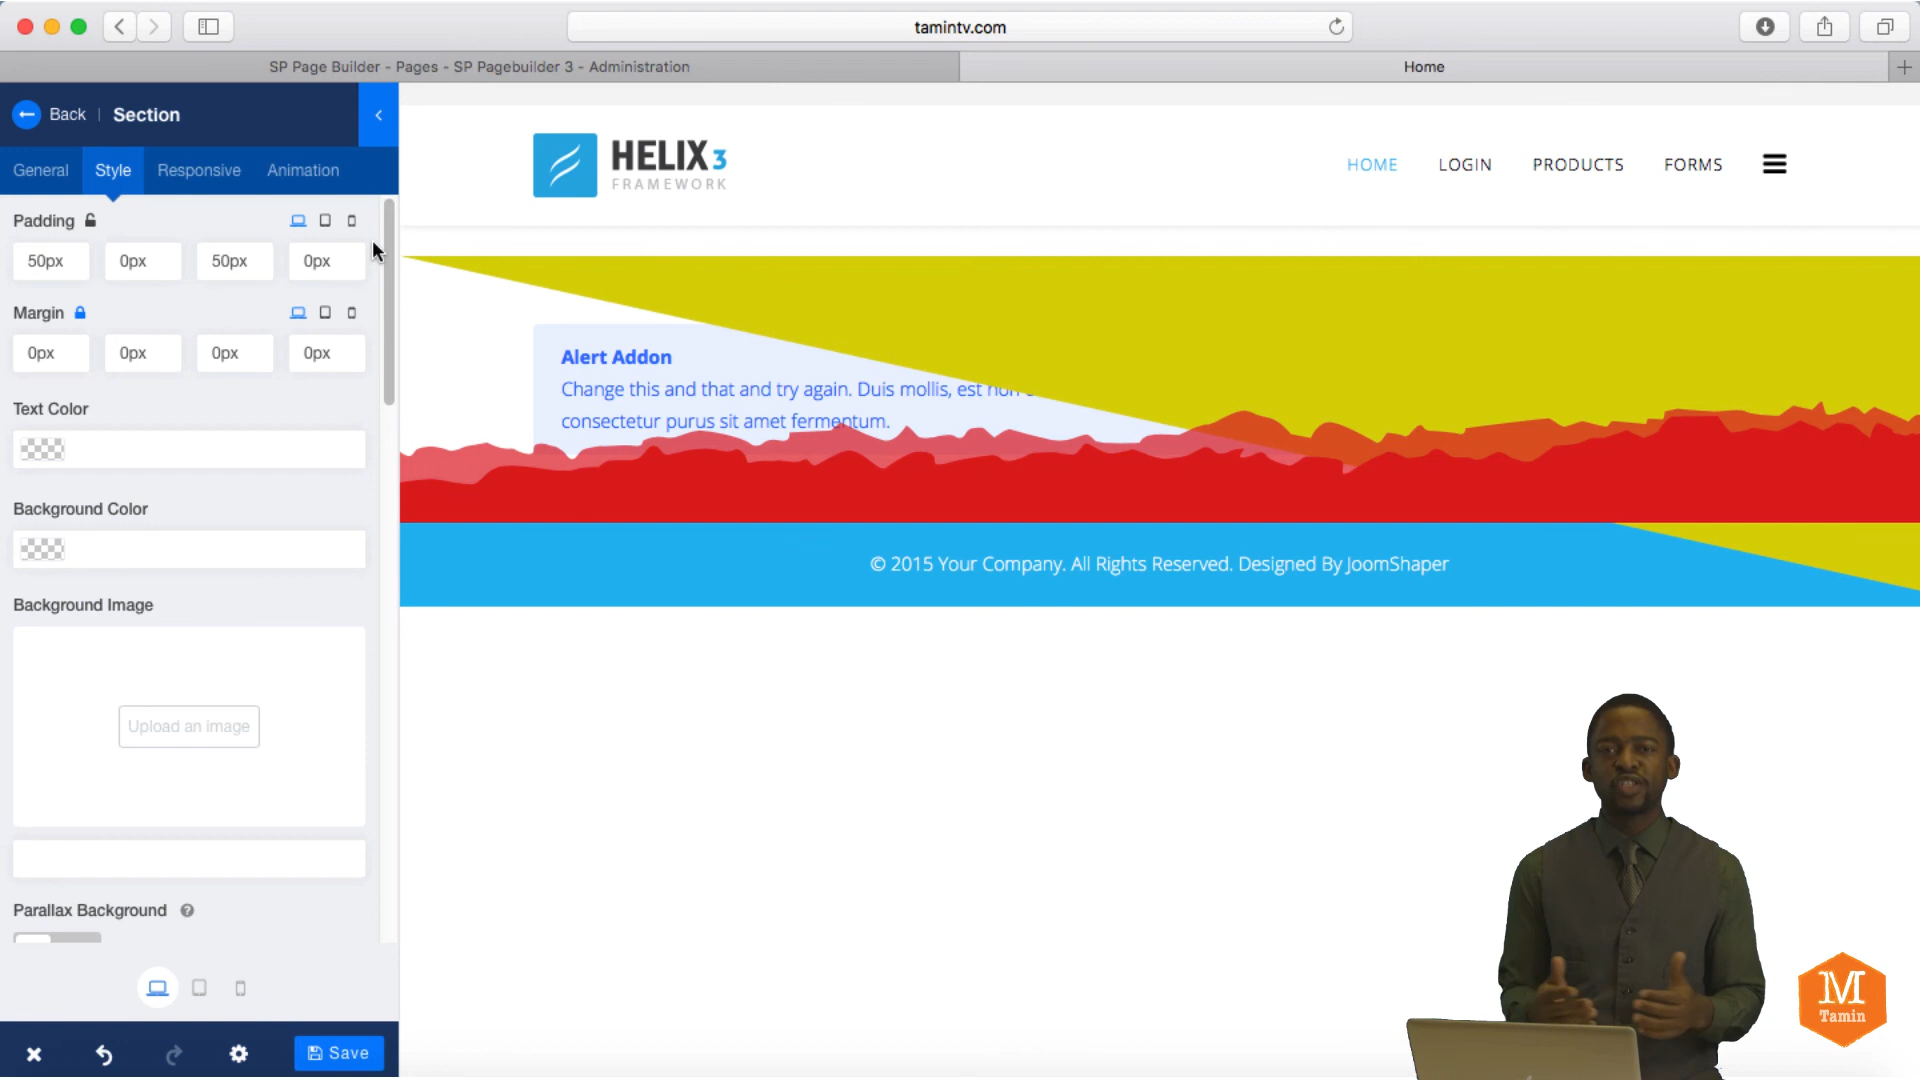 tamintv.com
SP Page Builder - Pages - SP Pagebuilder 3 - Administration
Home
Back | Section
General Style Responsive Animation
Padding
50px 0px 50px 0px
Margin
0px 0px 0px 0px
Text Color
Background Color
Background Image
Upload an image
Parallax Background
Save
HELIX3
FRAMEWORK
HOME LOGIN PRODUCTS FORMS
Alert Addon
Change this and that and try again. Duis mollis, est non
consectetur purus sit amet fermentum.
© 2015 Your Company. All Rights Reserved. Designed By JoomShaper
M
Tamin